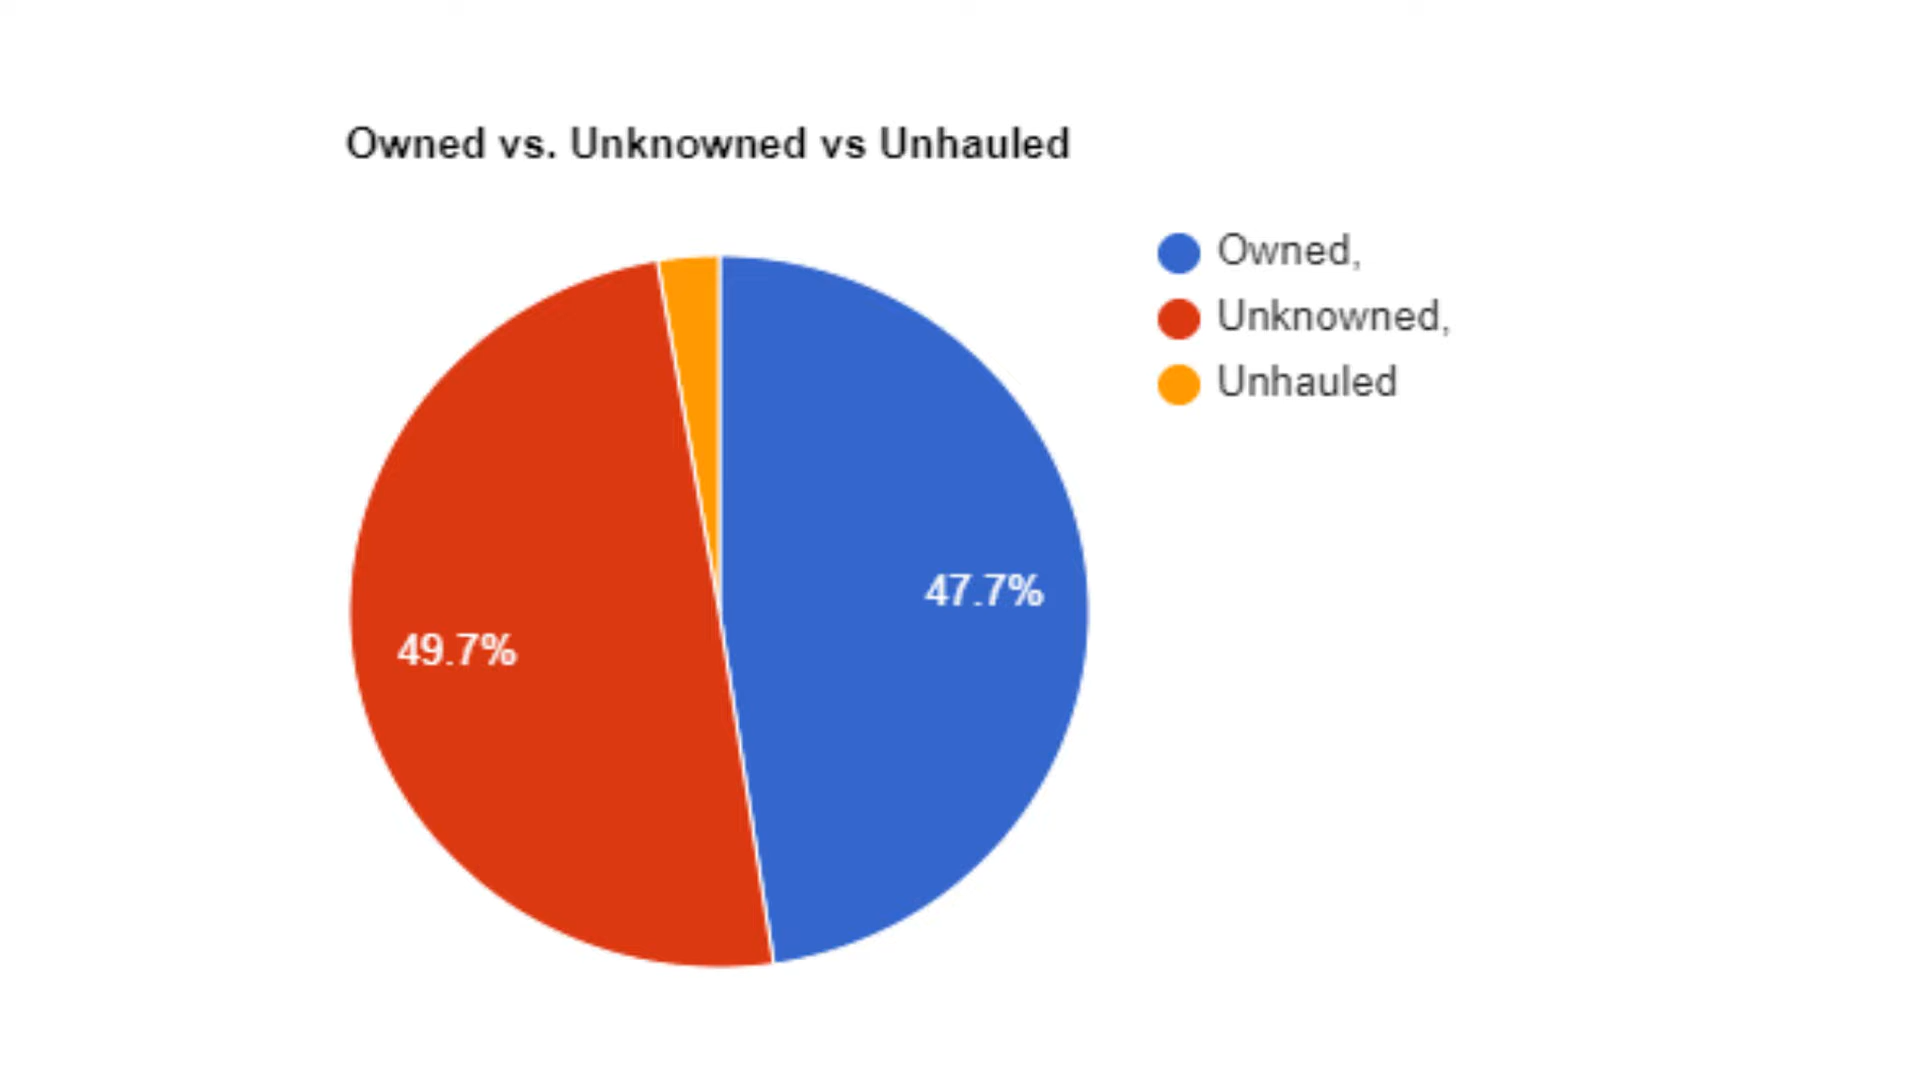 Owned vs. Unknowned vs Unhauled
Owned,
Unknowned,
Unhauled
47.7%
49.7%